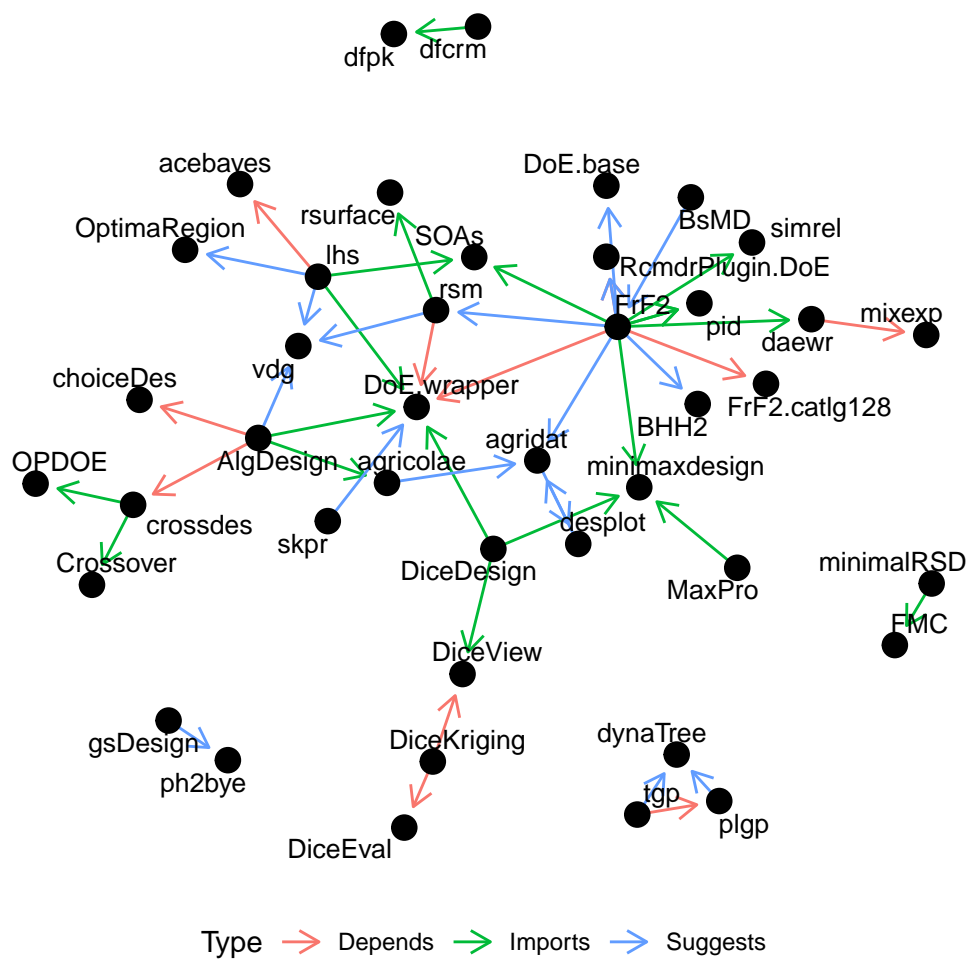 dfpk
dfcrm
acebayes
DoE.base
rsurface
BsMD
OptimaRegion
SOAs
simrel
lhs
RcmdrPlugin.DoE
rsm
FrF2
pid
mixexp
daewr
vdg
choiceDes
DoE.wrapper
FrF2.catlg128
BHH2
agridat
OPDOE
AlgDesign
agricolae
minimaxdesign
crossdes
desplot
skpr
Crossover
DiceDesign
MaxPro
minimalRSD
FMC
DiceView
gsDesign
DiceKriging
dynaTree
ph2bye
tgp
plgp
DiceEval
Type
Depends
Imports
Suggests